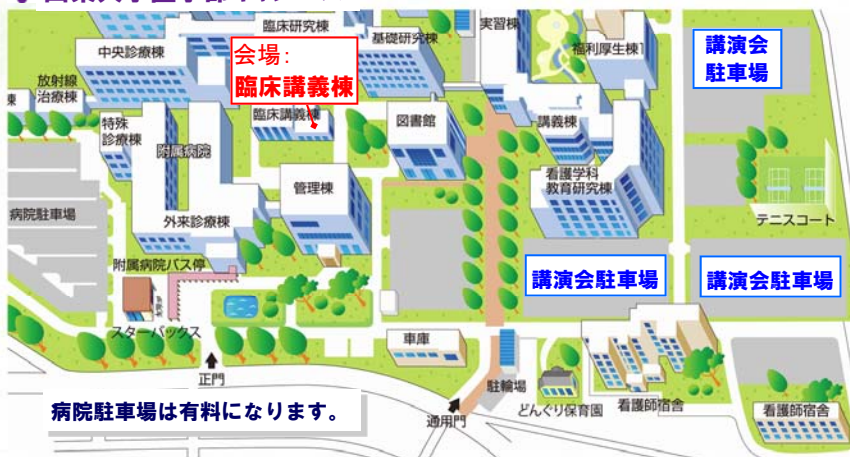 臨床研究棟
実習棟
中央診療棟
基礎研究棟
福利厚生棟
会場：
臨床講義棟
講演会
駐車場
放射線
治療棟
棟
特殊
診療棟
臨床講義棟
図書館
講義棟
附属病院
看護学科
教育研究棟
管理棟
病院駐車場
外来診療棟
テニスコート
附属病院バス停
講演会駐車場
講演会駐車場
スターバックス
車庫
正門
駐輪場
病院駐車場は有料になります。
通用門
どんぐり保育園
看護師宿舎
看護師宿舎